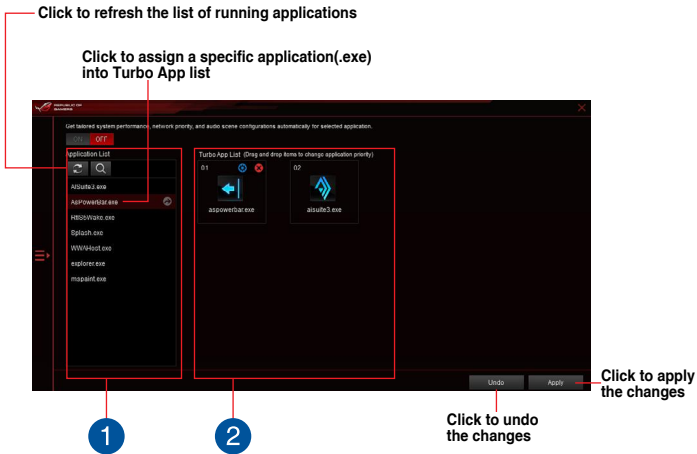 Click to refresh the list of running applications
Click to assign a specific application(.exe)
into Turbo App list
REPUBLIC OF
GAMERS
Get tailored system performance, network priority, and audio scene configurations automatically for selected application.
ON OFF
Application List
Turbo App List (Drag and drop items to change application priority)
01
02
AISuite3.exe
AsPowerBar.exe
aspowerbar.exe
aisuite3.exe
Splash.exe
WWAHost.exe
explorer.exe
mspaint.exe
Undo
Apply
Click to apply
the changes
Click to undo
the changes
1
2